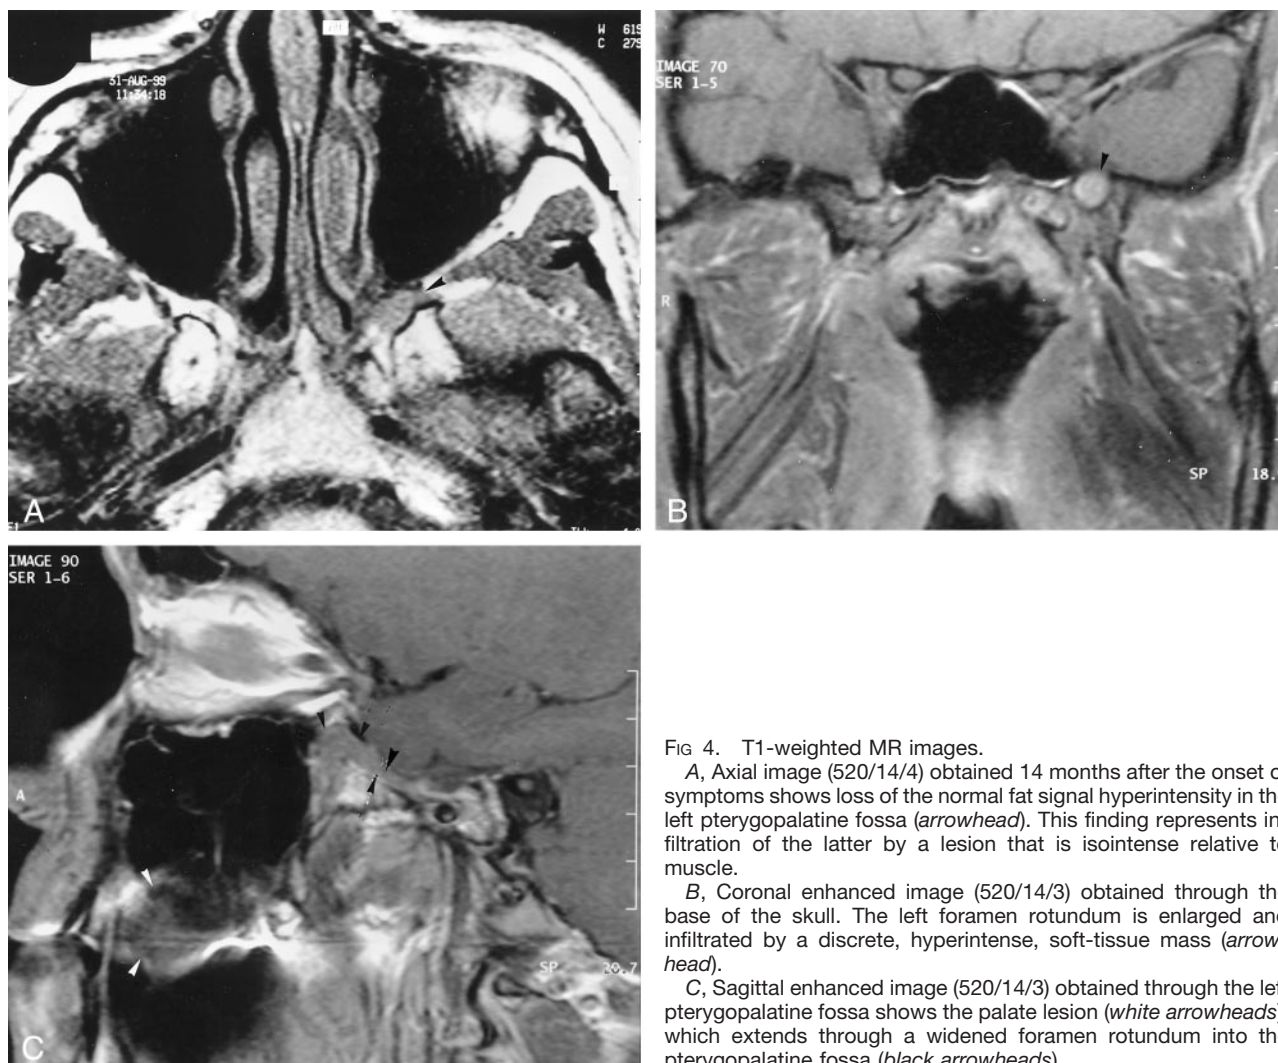 W 619
C 279
31-AUG-99
11:34:18
A
IMAGE 70
SER 1-5
R
SP 18.
B
IMAGE 90
SER 1-6
A
SP 20.7
C
FIG 4. T1-weighted MR images.
A, Axial image (520/14/4) obtained 14 months after the onset
symptoms shows loss of the normal fat signal hyperintensity in
left pterygopalatine fossa (arrowhead). This finding represents in
filtration of the latter by a lesion that is isointense relative
muscle.
B, Coronal enhanced image (520/14/3) obtained through
base of the skull. The left foramen rotundum is enlarged
infiltrated by a discrete, hyperintense, soft-tissue mass (arrow
head).
C, Sagittal enhanced image (520/14/3) obtained through the left
pterygopalatine fossa shows the palate lesion (white arrowheads
which extends through a widened foramen rotundum into
pterygopalatine fossa (black arrowheads).